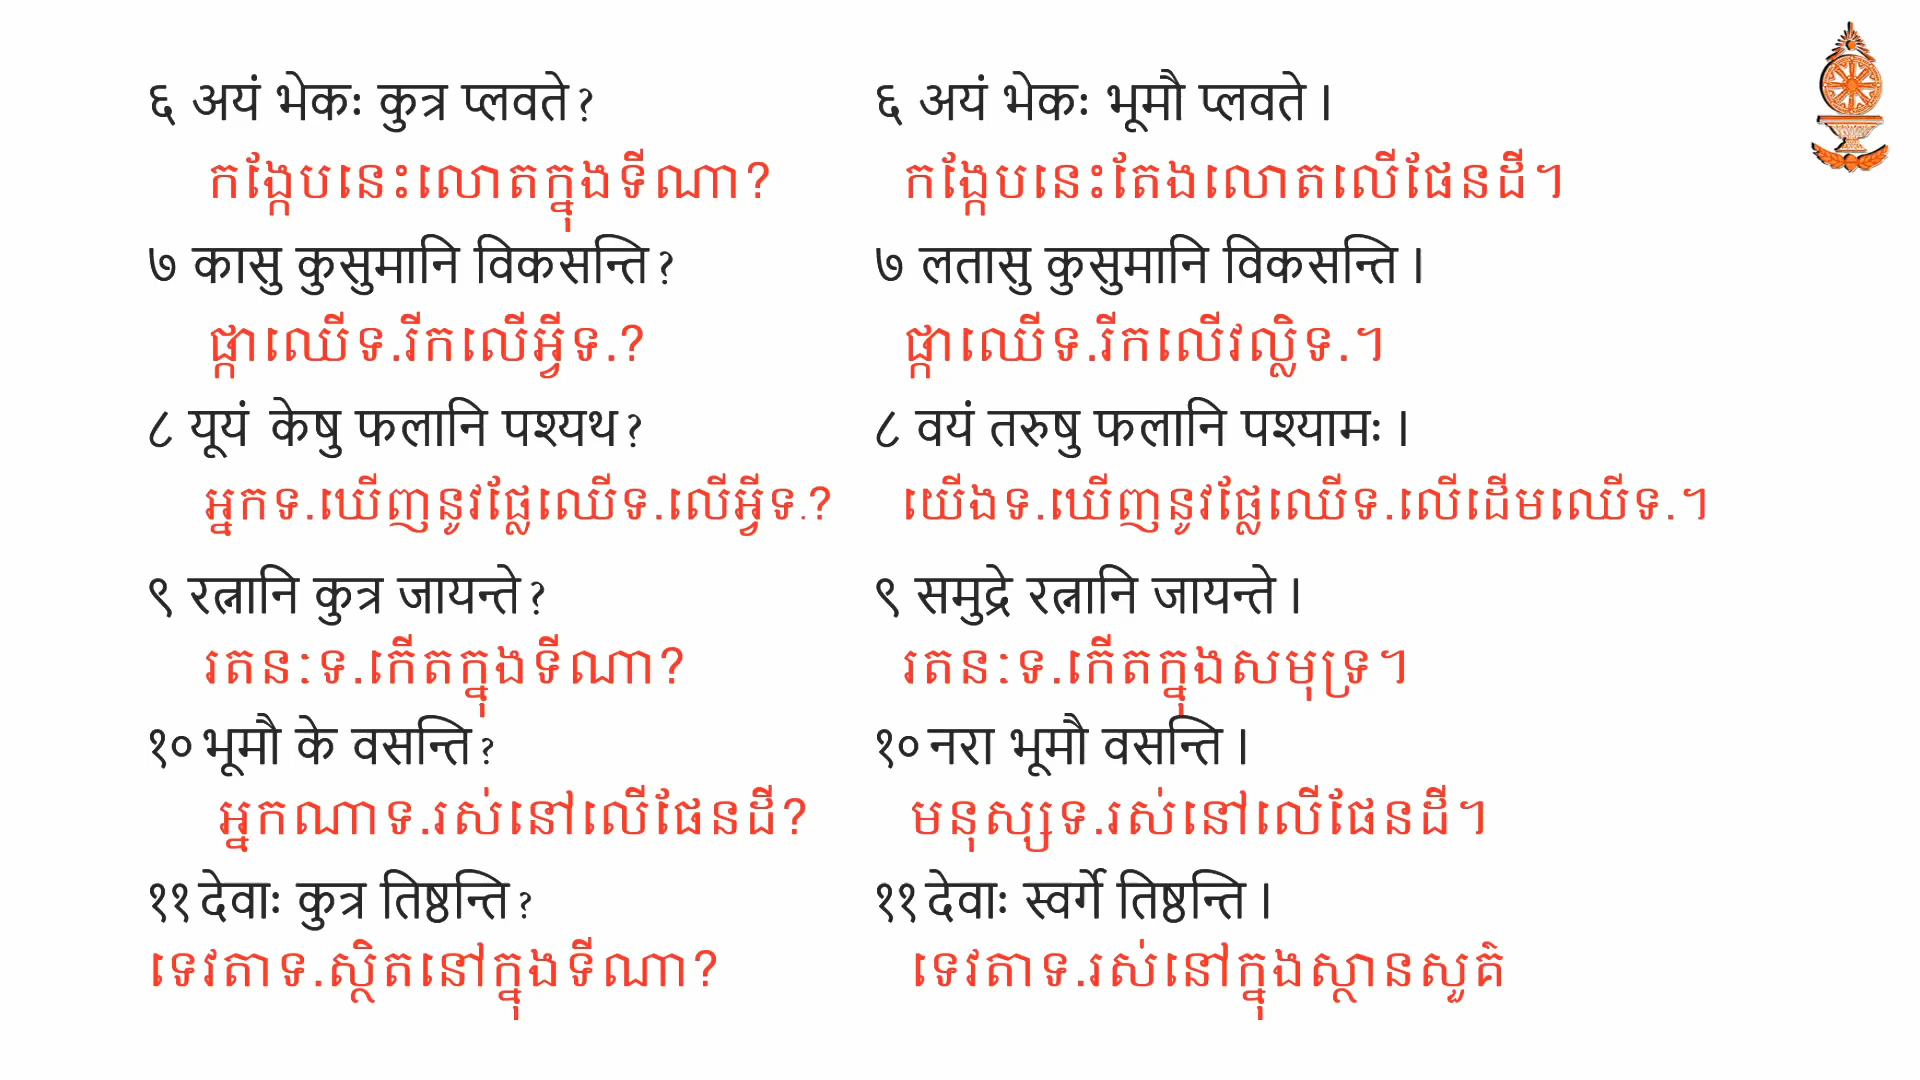 ६ अयं भेकः कुत्र प्लवते?
កង្កែបនេះលោតក្នុងទីណា?
७ कासु कुसुमानि विकसन्ति?
ផ្កាឈើទ.រីកលើអ្វីទ.?
८ यूयं केषु फलानि पश्यथ?
អ្នកទ.ឃើញនូវផ្លែឈើទ.លើអ្វីទ.?
९ रत्नानि कुत्र जायन्ते?
រតនៈទ.កើតក្នុងទីណា?
१० भूमौ के वसन्ति?
អ្នកណាទ.រស់នៅលើផែនដី?
११ देवाः कुत्र तिष्ठन्ति?
ទេវតាទ.ស្ថិតនៅក្នុងទីណា?
६ अयं भेकः भूमौ प्लवते।
កង្កែបនេះតែងលោតលើផែនដី។
७ लतासु कुसुमानि विकसन्ति।
ផ្កាឈើទ.រីកលើវល្លិទ.។
८ वयं तरुषु फलानि पश्यामः।
យើងទ.ឃើញនូវផ្លែឈើទ.លើដើមឈើទ.។
९ समुद्रे रत्नानि जायन्ते।
រតនៈទ.កើតក្នុងសមុទ្រ។
१० नरा भूमौ वसन्ति।
មនុស្សទ.រស់នៅលើផែនដី។
११ देवाः स्वर्गे तिष्ठन्ति।
ទេវតាទ.រស់នៅក្នុងស្ថានសួគ៌